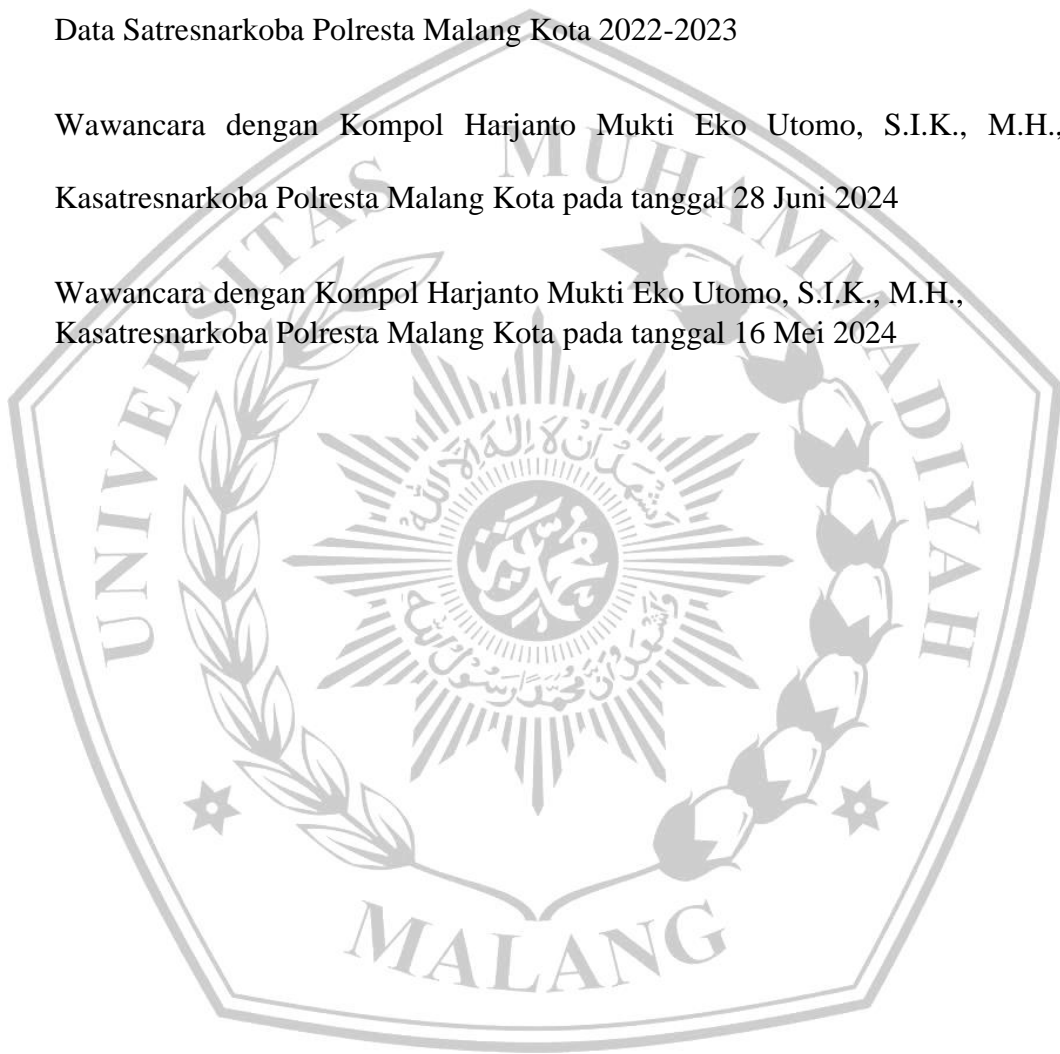 Data Satresnarkoba Polresta Malang Kota 2022-2023
Wawancara dengan Kompol Harjanto Mukti Eko Utomo, S.I.K., M.H.,
Kasatresnarkoba Polresta Malang Kota pada tanggal 28 Juni 2024
Wawancara dengan Kompol Harjanto Mukti Eko Utomo, S.I.K., M.H.,
Kasatresnarkoba Polresta Malang Kota pada tanggal 16 Mei 2024
UNIVERSITAS MUHAMMADIYAH
MALANG